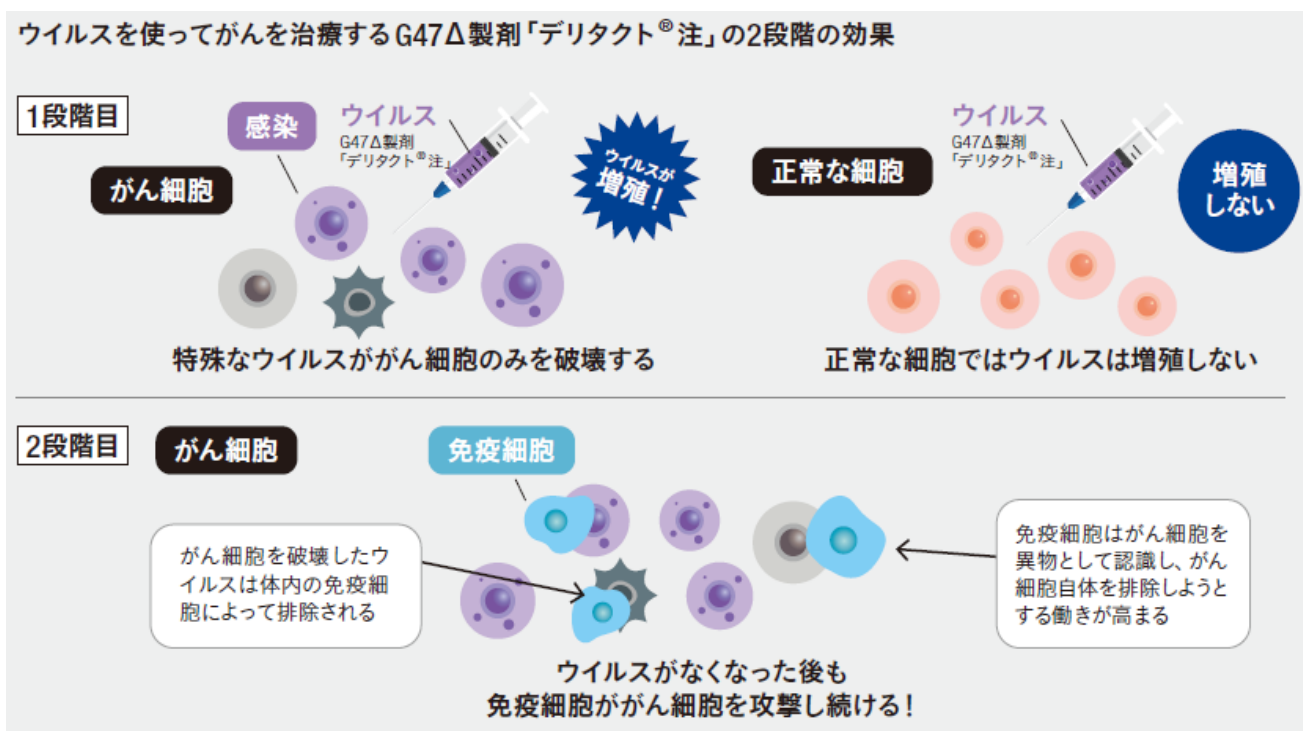 ウイルスを使ってがんを治療するG47Δ製剤「デリタクト®注」の2段階の効果
1段階目
がん細胞
感染
ウイルス
G47Δ製剤
「デリタクト®注」
ウイルスが
増殖!
特殊なウイルスががん細胞のみを破壊する
正常な細胞
ウイルス
G47Δ製剤
「デリタクト®注」
増殖
しない
正常な細胞ではウイルスは増殖しない
2段階目
がん細胞
免疫細胞
がん細胞を破壊したウ
イルスは体内の免疫細
胞によって排除される
免疫細胞はがん細胞を
異物として認識し、がん
細胞自体を排除しようと
する働きが高まる
ウイルスがなくなった後も
免疫細胞ががん細胞を攻撃し続ける!